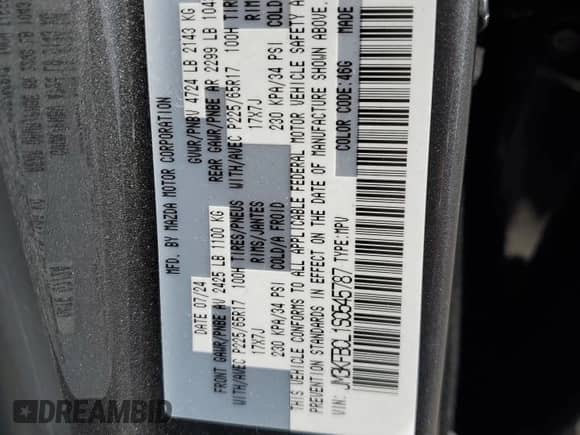 MFD. BY MAZDA MOTOR CORPORATION
DATE 07/24 GVWR/PNBV 4724 LB 2143 KG
FRONT GAWR/PNBE AV 2425 LB 1100 KG REAR GAWR/PNBE AR 2299 LB 104
WITH/AVEC P225/65R17 100H TIRES/PNEUS WITH/AVEC P225/65R17 100H TIRE
17X7J RIMS/JANTES 17X7J RIMS
230 KPA/34 PSI COLD/A FROID 230 KPA/34 PSI COLD
THIS VEHICLE CONFORMS TO ALL APPLICABLE FEDERAL MOTOR VEHICLE SAFETY A
PREVENTION STANDARDS IN EFFECT ON THE DATE OF MANUFACTURE SHOWN ABOVE.
VIN: JM3KFBCL1S0545787 TYPE:MPV COLOR CODE:46G MADE
DREAMBID